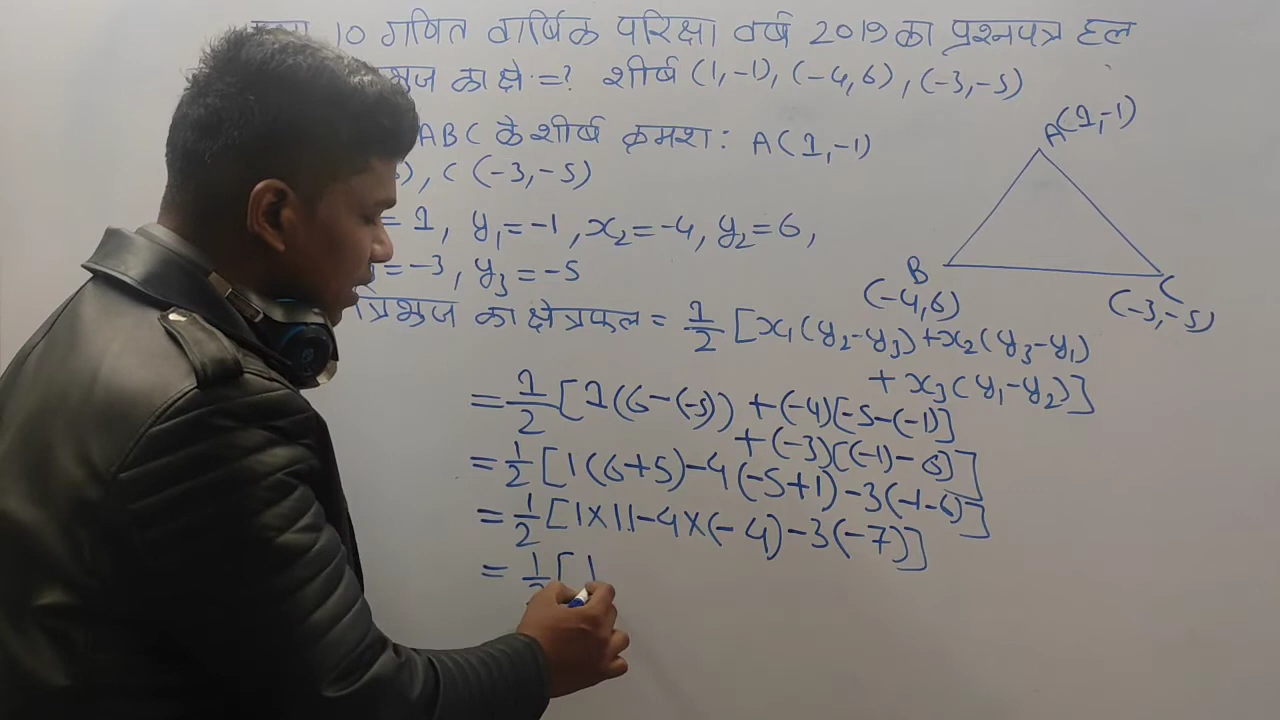 10 गणित वार्षिक परिक्षा वर्ष 2019 का प्रश्नपत्र हल
का क्षे =? शीर्ष (1,-1), (-4,6), (-3,-5)
ABC के शीर्ष क्रमश: A(1,-1)
, C (-3,-5)
= 1, y₁=-1, x₂=-4, y₂=6,
=-3, y₃=-5
त्रिभुज का क्षेत्रफल = 1/2 [x₁(y₂-y₃)+x₂(y₃-y₁)
+ x₃(y₁-y₂)]
= 1/2 [1(6-(-5)) +(-4)[-5-(-1)]
+(-3)[(-1)-6)]
= 1/2 [1(6+5)-4(-5+1)-3(-1-6)]
= 1/2 [1×11-4×(-4)-3(-7)]
= 1/2 [1
A(1,-1)
B
(-4,6)
C
(-3,-5)